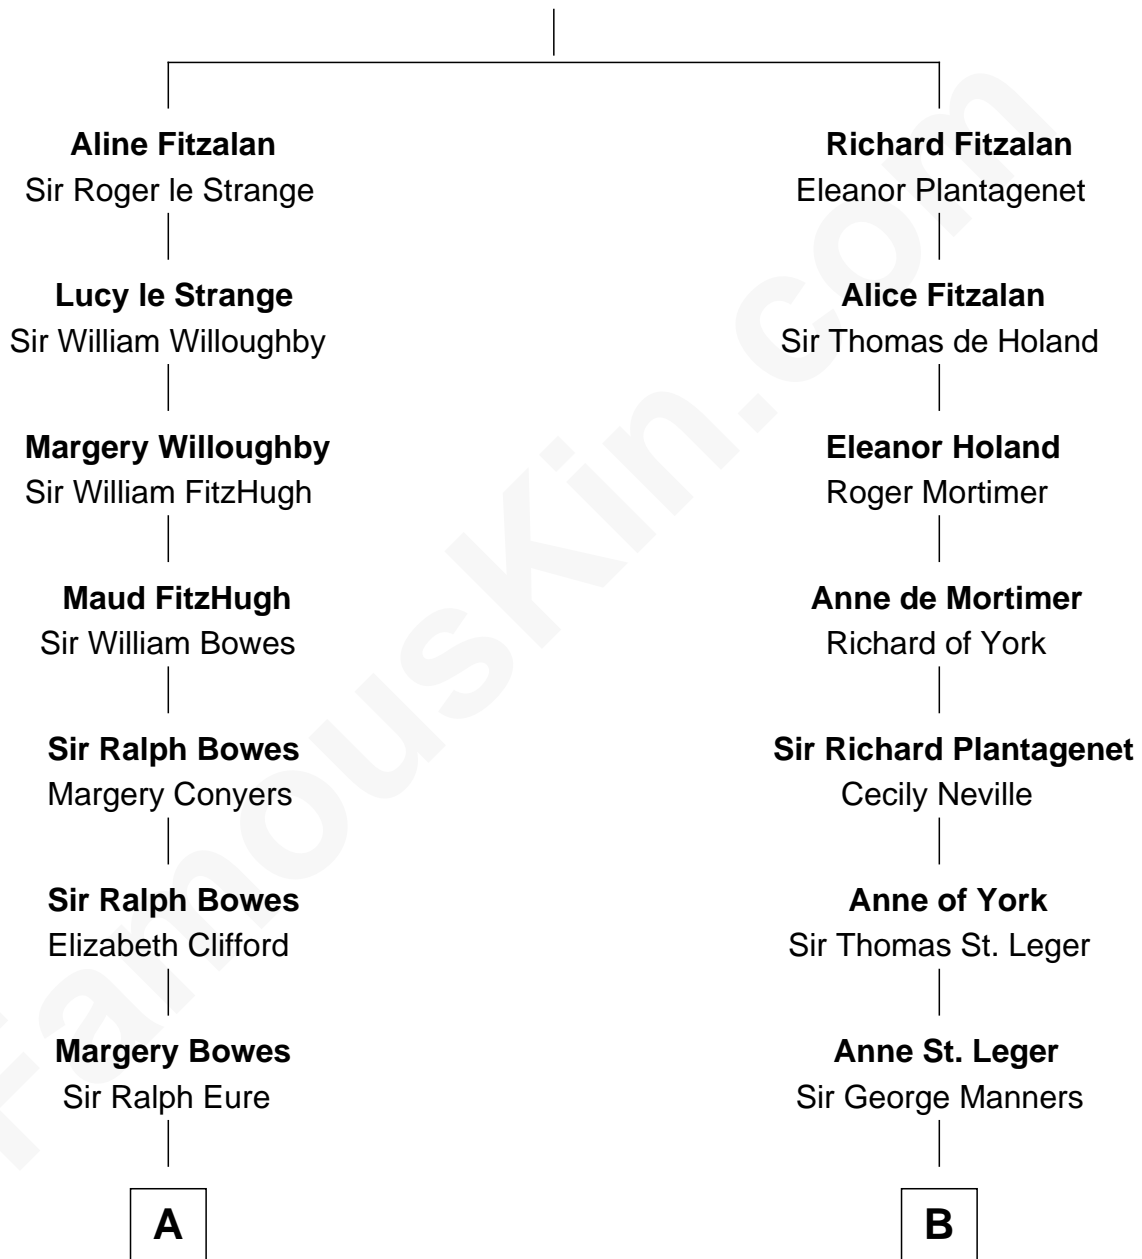 Aline Fitzalan
Sir Roger le Strange
Lucy le Strange
Sir William Willoughby
Margery Willoughby
Sir William FitzHugh
Maud FitzHugh
Sir William Bowes
Sir Ralph Bowes
Margery Conyers
Sir Ralph Bowes
Elizabeth Clifford
Margery Bowes
Sir Ralph Eure
A
Richard Fitzalan
Eleanor Plantagenet
Alice Fitzalan
Sir Thomas de Holand
Eleanor Holand
Roger Mortimer
Anne de Mortimer
Richard of York
Sir Richard Plantagenet
Cecily Neville
Anne of York
Sir Thomas St. Leger
Anne St. Leger
Sir George Manners
B
FamousKin.com